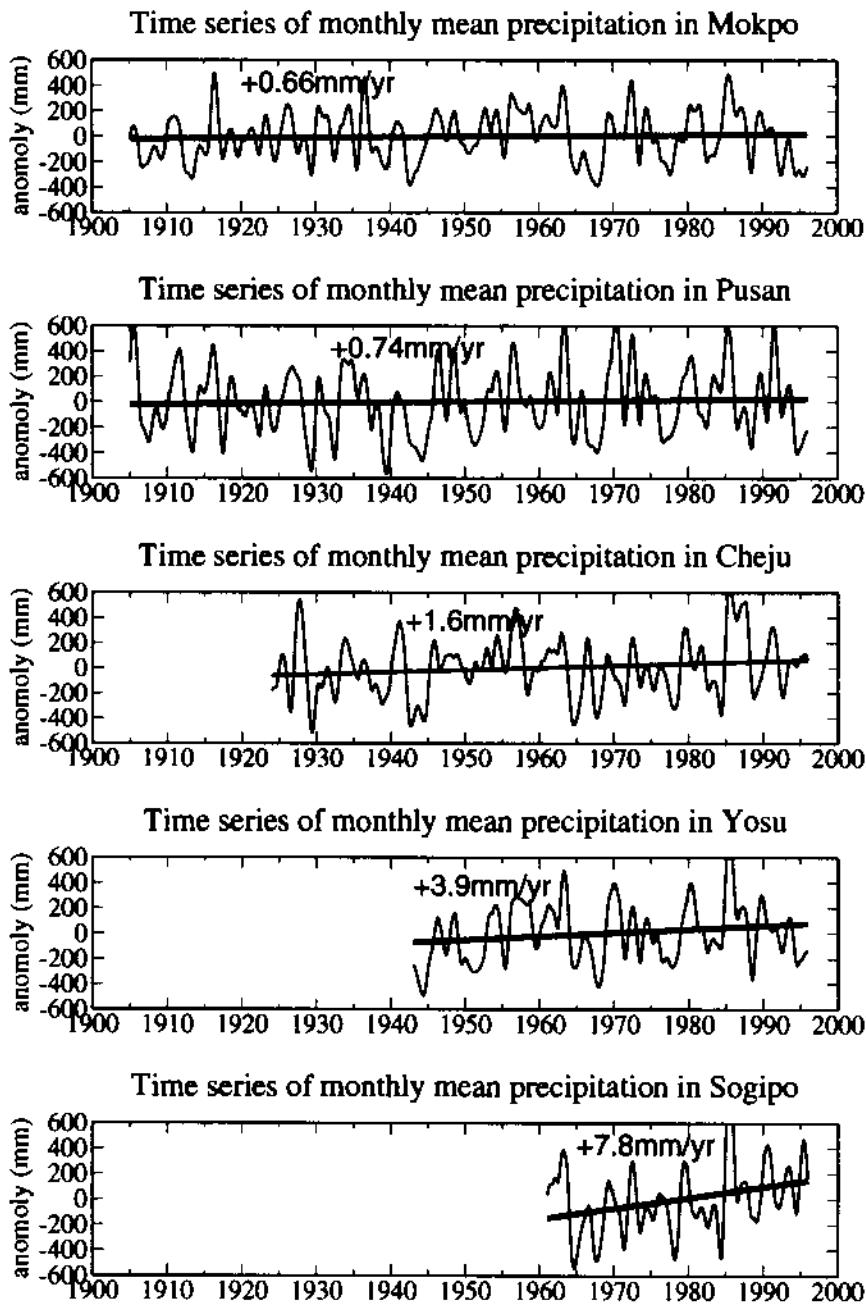 Time series of monthly mean precipitation in Mokpo
600
400
200
0
-200
-400
-600
anomoly (mm)
+0.66mm/yr
1900 1910 1920 1930 1940 1950 1960 1970 1980 1990 2000
Time series of monthly mean precipitation in Pusan
600
400
200
0
-200
-400
-600
anomoly (mm)
+0.74mm/yr
1900 1910 1920 1930 1940 1950 1960 1970 1980 1990 2000
Time series of monthly mean precipitation in Cheju
600
400
200
0
-200
-400
-600
anomoly (mm)
+1.6mm/yr
1900 1910 1920 1930 1940 1950 1960 1970 1980 1990 2000
Time series of monthly mean precipitation in Yosu
600
400
200
0
-200
-400
-600
anomoly (mm)
+3.9mm/yr
1900 1910 1920 1930 1940 1950 1960 1970 1980 1990 2000
Time series of monthly mean precipitation in Sogipo
600
400
200
0
-200
-400
-600
anomoly (mm)
+7.8mm/yr
1900 1910 1920 1930 1940 1950 1960 1970 1980 1990 2000